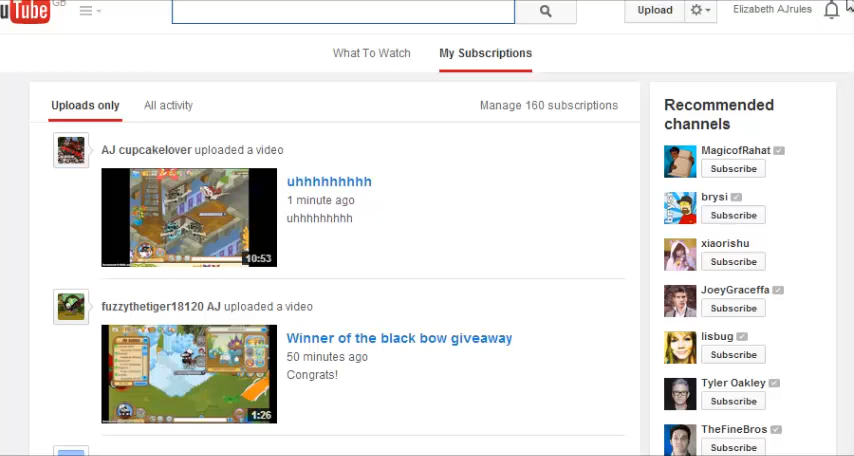 uTube GB
Upload
Elizabeth AJrules
What To Watch
My Subscriptions
Uploads only
All activity
Manage 160 subscriptions
AJ cupcakelover uploaded a video
uhhhhhhhhh
1 minute ago
uhhhhhhhhh
10:53
fuzzythetiger18120 AJ uploaded a video
Winner of the black bow giveaway
50 minutes ago
Congrats!
1:26
Recommended
channels
MagicofRahat
Subscribe
brysi
Subscribe
xiaorishu
Subscribe
JoeyGraceffa
Subscribe
lisbug
Subscribe
Tyler Oakley
Subscribe
TheFineBros
Subscribe